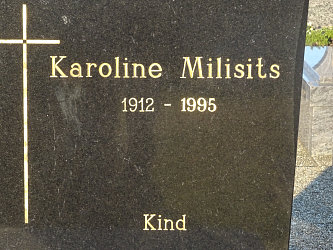 Karoline Milisits
1912 - 1995
Kind